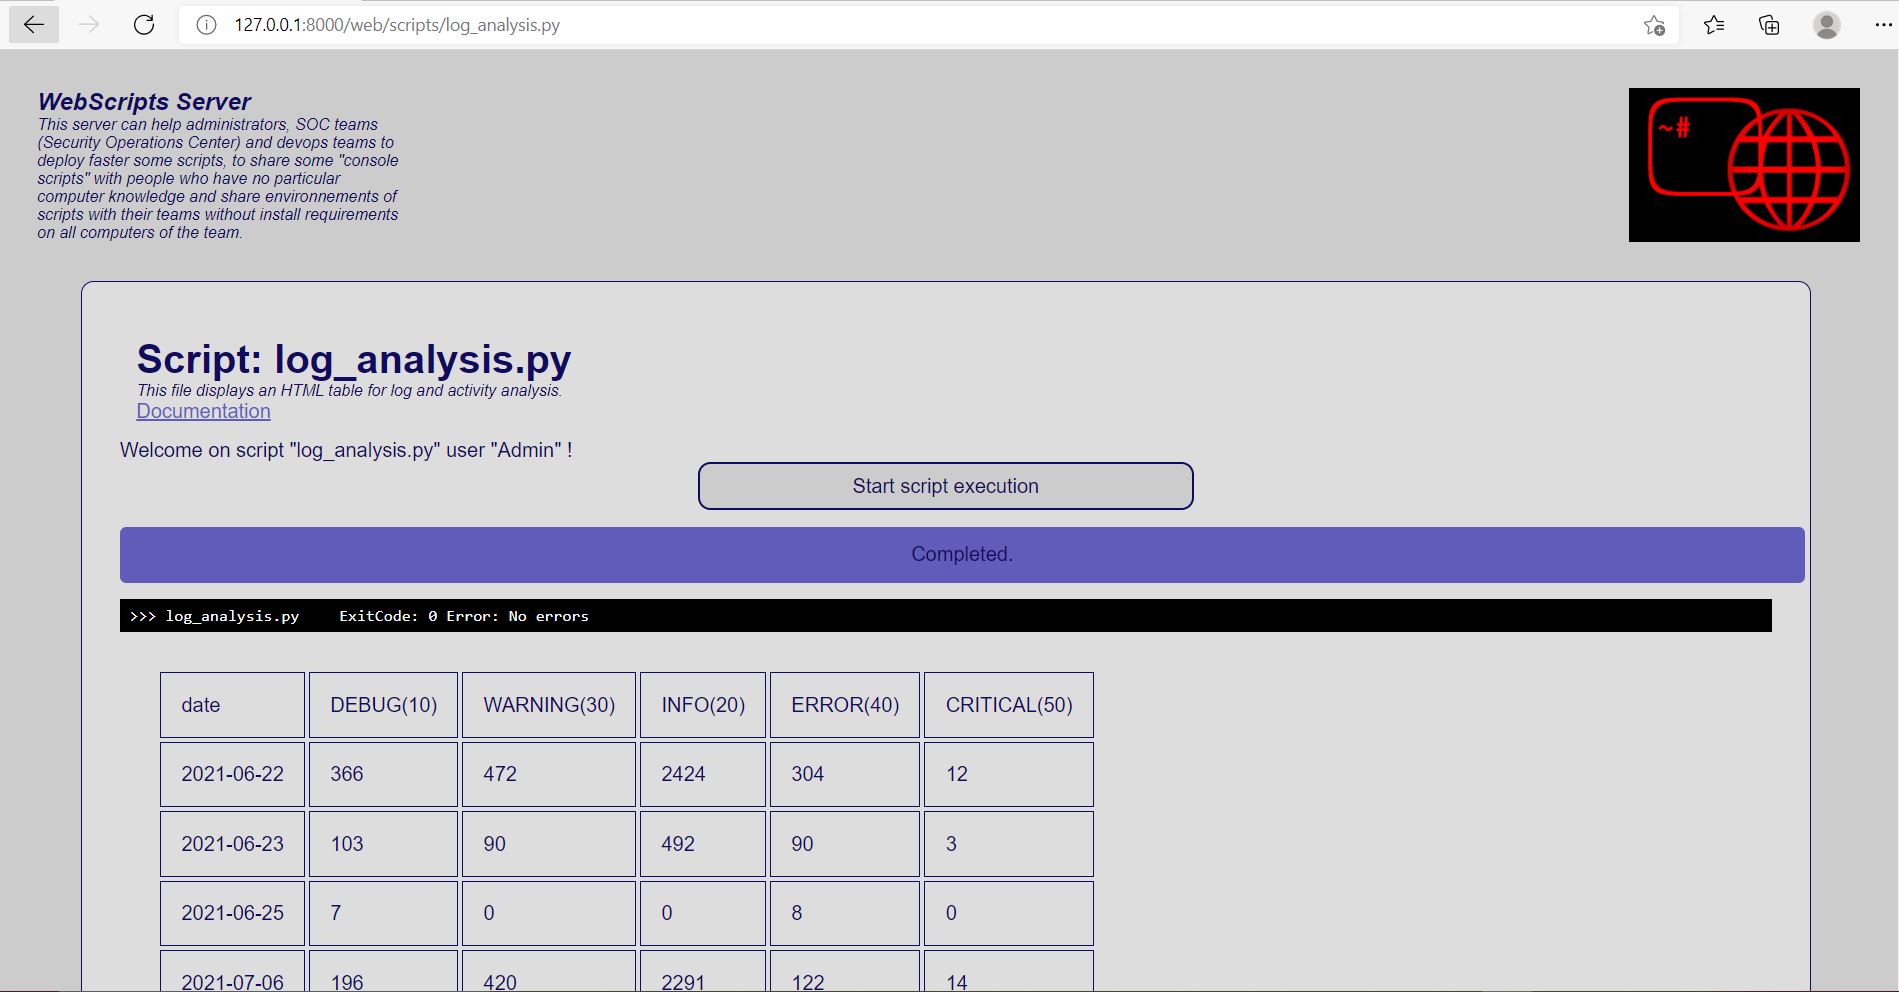 127.0.0.1:8000/web/scripts/log_analysis.py
WebScripts Server
This server can help administrators, SOC teams
(Security Operations Center) and devops teams to
deploy faster some scripts, to share some "console
scripts" with people who have no particular
computer knowledge and share environnements of
scripts with their teams without install requirements
on all computers of the team.
~#
Script: log_analysis.py
This file displays an HTML table for log and activity analysis.
Documentation
Welcome on script "log_analysis.py" user "Admin" !
Start script execution
Completed.
>>> log_analysis.py    ExitCode: 0 Error: No errors
date DEBUG(10) WARNING(30) INFO(20) ERROR(40) CRITICAL(50)
2021-06-22 366 472 2424 304 12
2021-06-23 103 90 492 90 3
2021-06-25 7 0 0 8 0
2021-07-06 196 420 2291 122 14